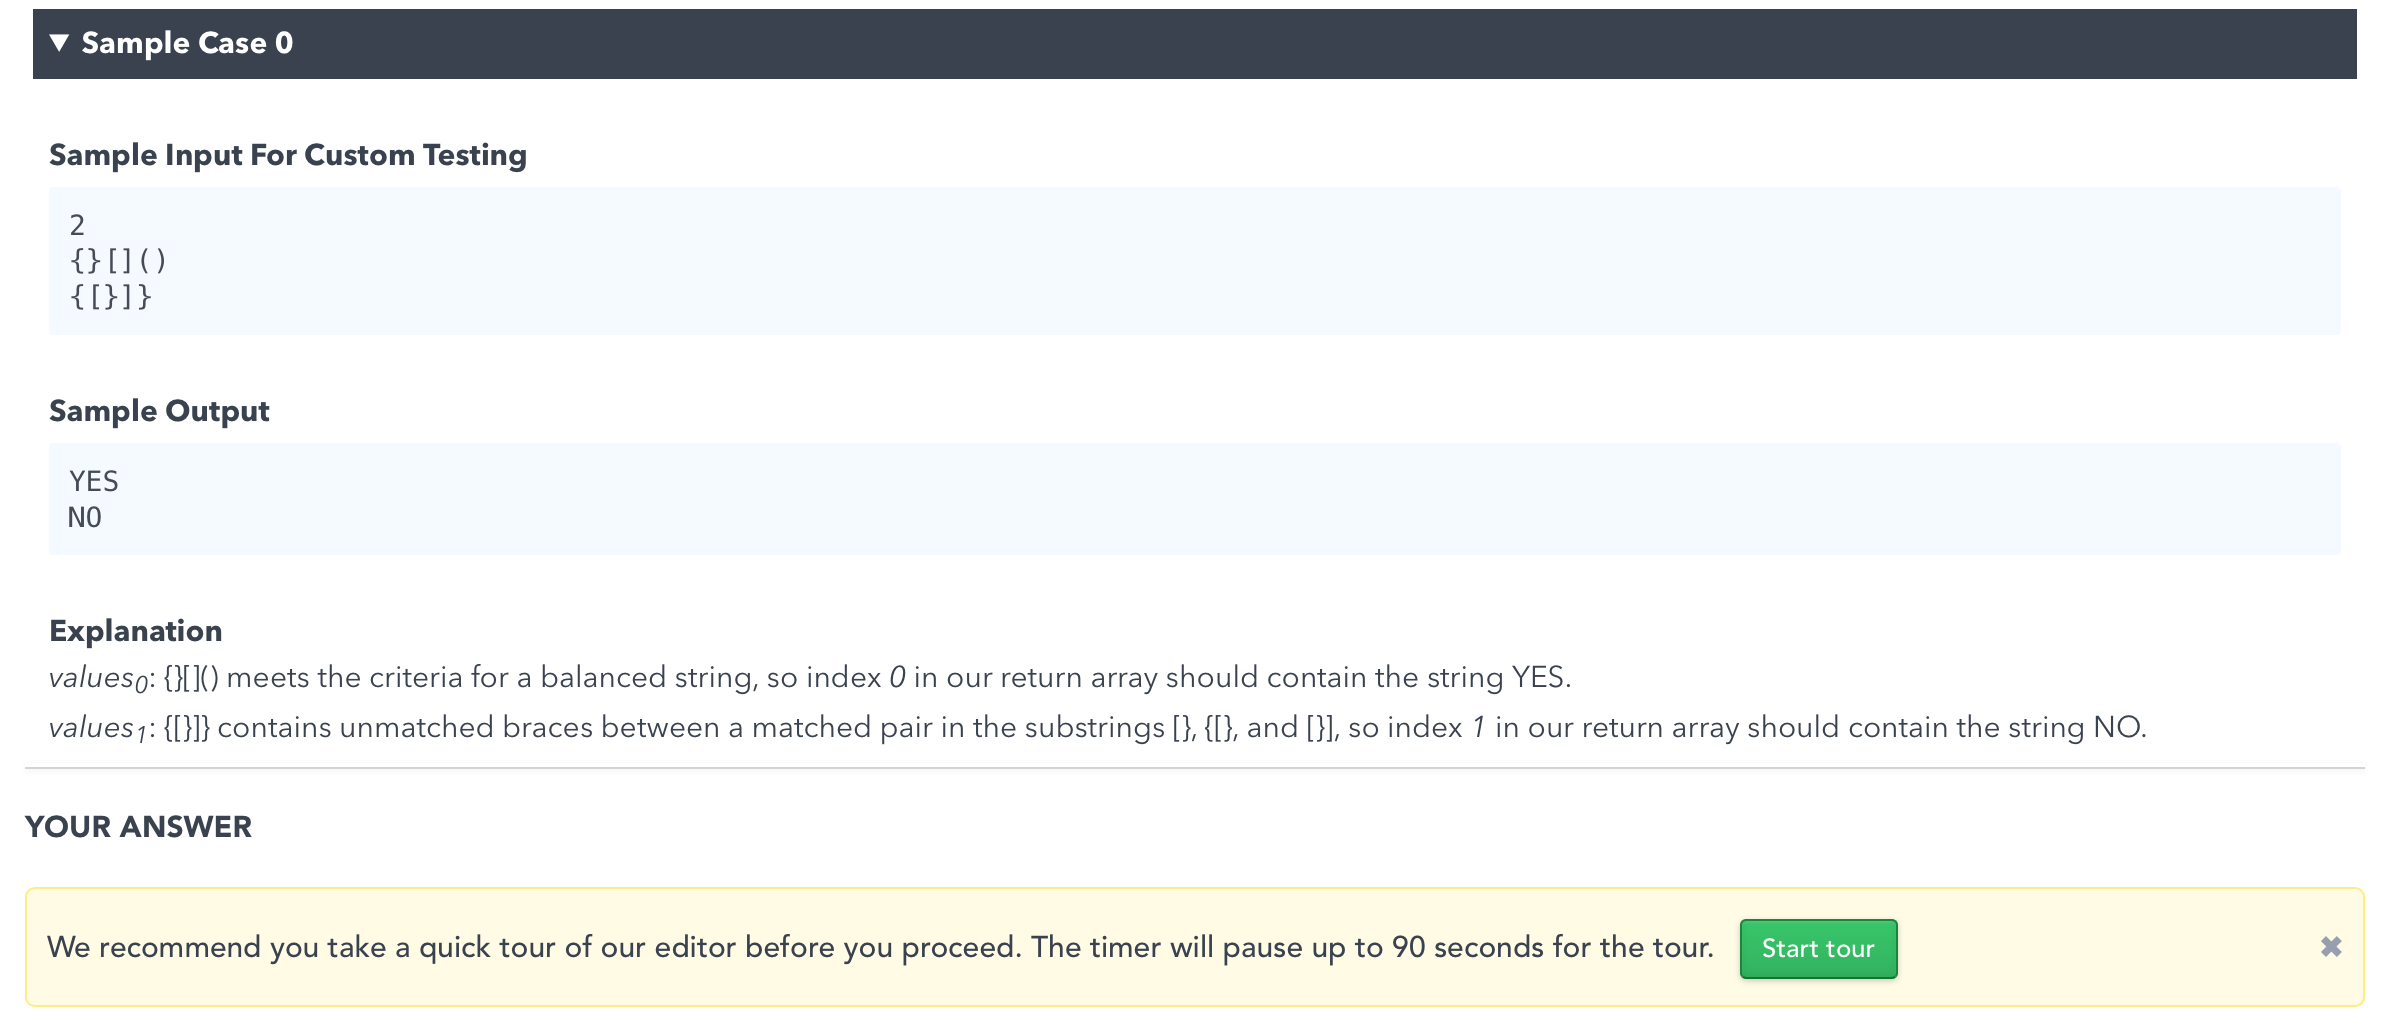 ▼ Sample Case 0
Sample Input For Custom Testing
2
{}[]()
{[}]}
Sample Output
YES
NO
Explanation
values0: {}[]() meets the criteria for a balanced string, so index 0 in our return array should contain the string YES.
values1: {[}]} contains unmatched braces between a matched pair in the substrings [}, {[}, and [}], so index 1 in our return array should contain the string NO.
YOUR ANSWER
We recommend you take a quick tour of our editor before you proceed. The timer will pause up to 90 seconds for the tour. Start tour ✖